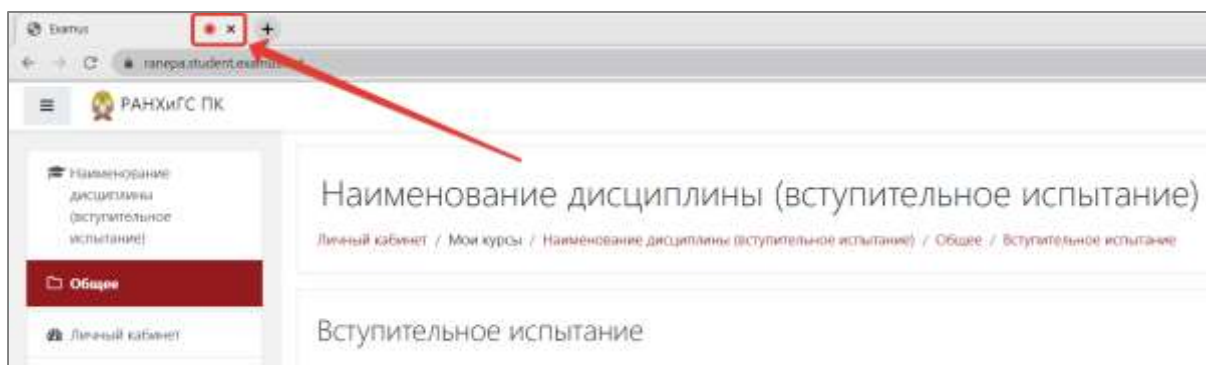 Examus
ranepa.student.examus
РАНХиГС ПК
Наименование
дисциплины
(вступительное
испытание)
Наименование дисциплины (вступительное испытание)
Личный кабинет / Мои курсы / Наименование дисциплины (вступительное испытание) / Общее / Вступительное испытание
Общее
Личный кабинет
Вступительное испытание